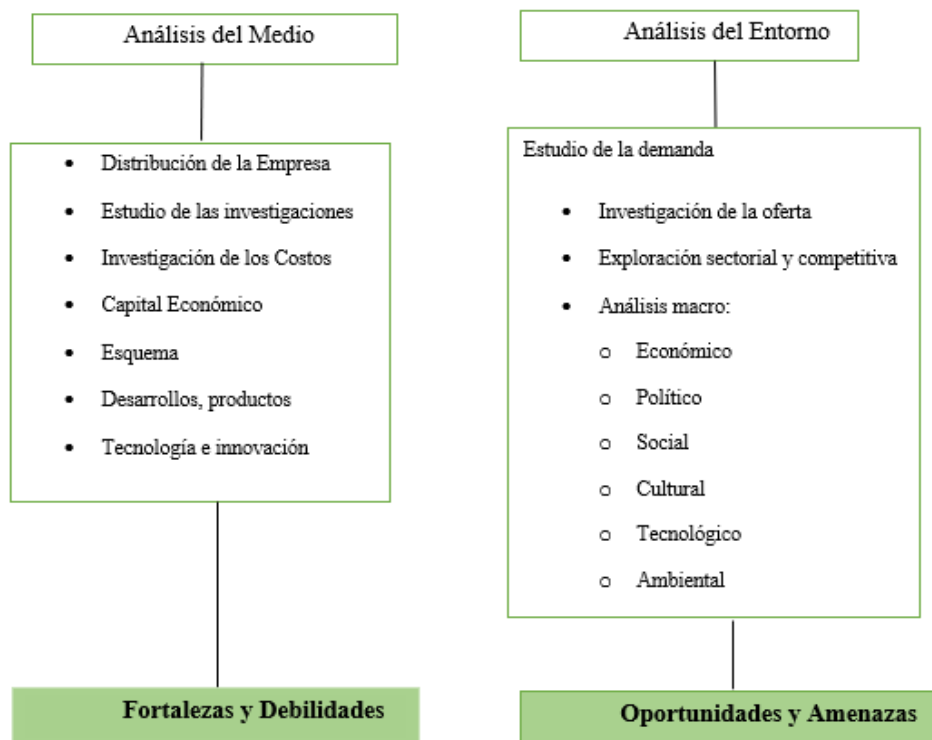 Análisis del Medio
Distribución de la Empresa
Estudio de las investigaciones
Investigación de los Costos
Capital Económico
Esquema
Desarrollos, productos
Tecnología e innovación
Fortalezas y Debilidades
Análisis del Entorno
Estudio de la demanda
Investigación de la oferta
Exploración sectorial y competitiva
Análisis macro:
Económico
Político
Social
Cultural
Tecnológico
Ambiental
Oportunidades y Amenazas